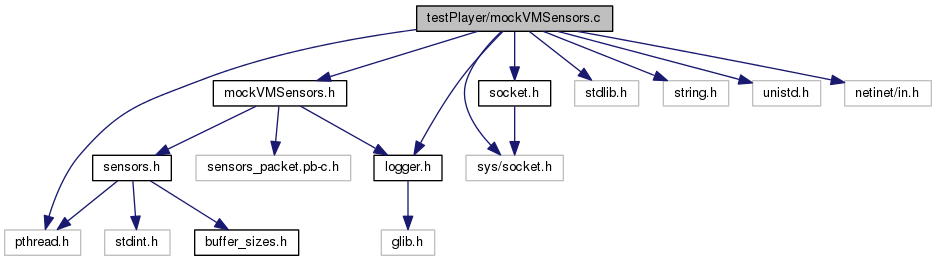 testPlayer/mockVMSensors.c
mockVMSensors.h
socket.h
stdlib.h
string.h
unistd.h
netinet/in.h
sensors.h
sensors_packet.pb-c.h
logger.h
sys/socket.h
pthread.h
stdint.h
buffer_sizes.h
glib.h